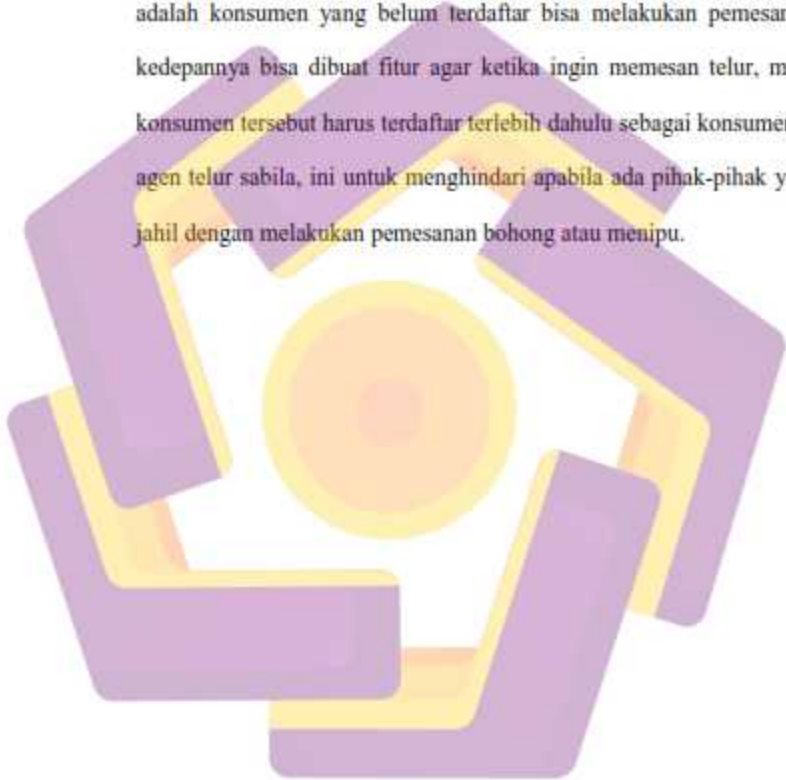 adalah konsumen yang belum terdaftar bisa melakukan pemesan
kedepannya bisa dibuat fitur agar ketika ingin memesan telur, m
konsumen tersebut harus terdaftar terlebih dahulu sebagai konsumen
agen telur sabila, ini untuk menghindari apabila ada pihak-pihak y
jahil dengan melakukan pemesanan bohong atau menipu.